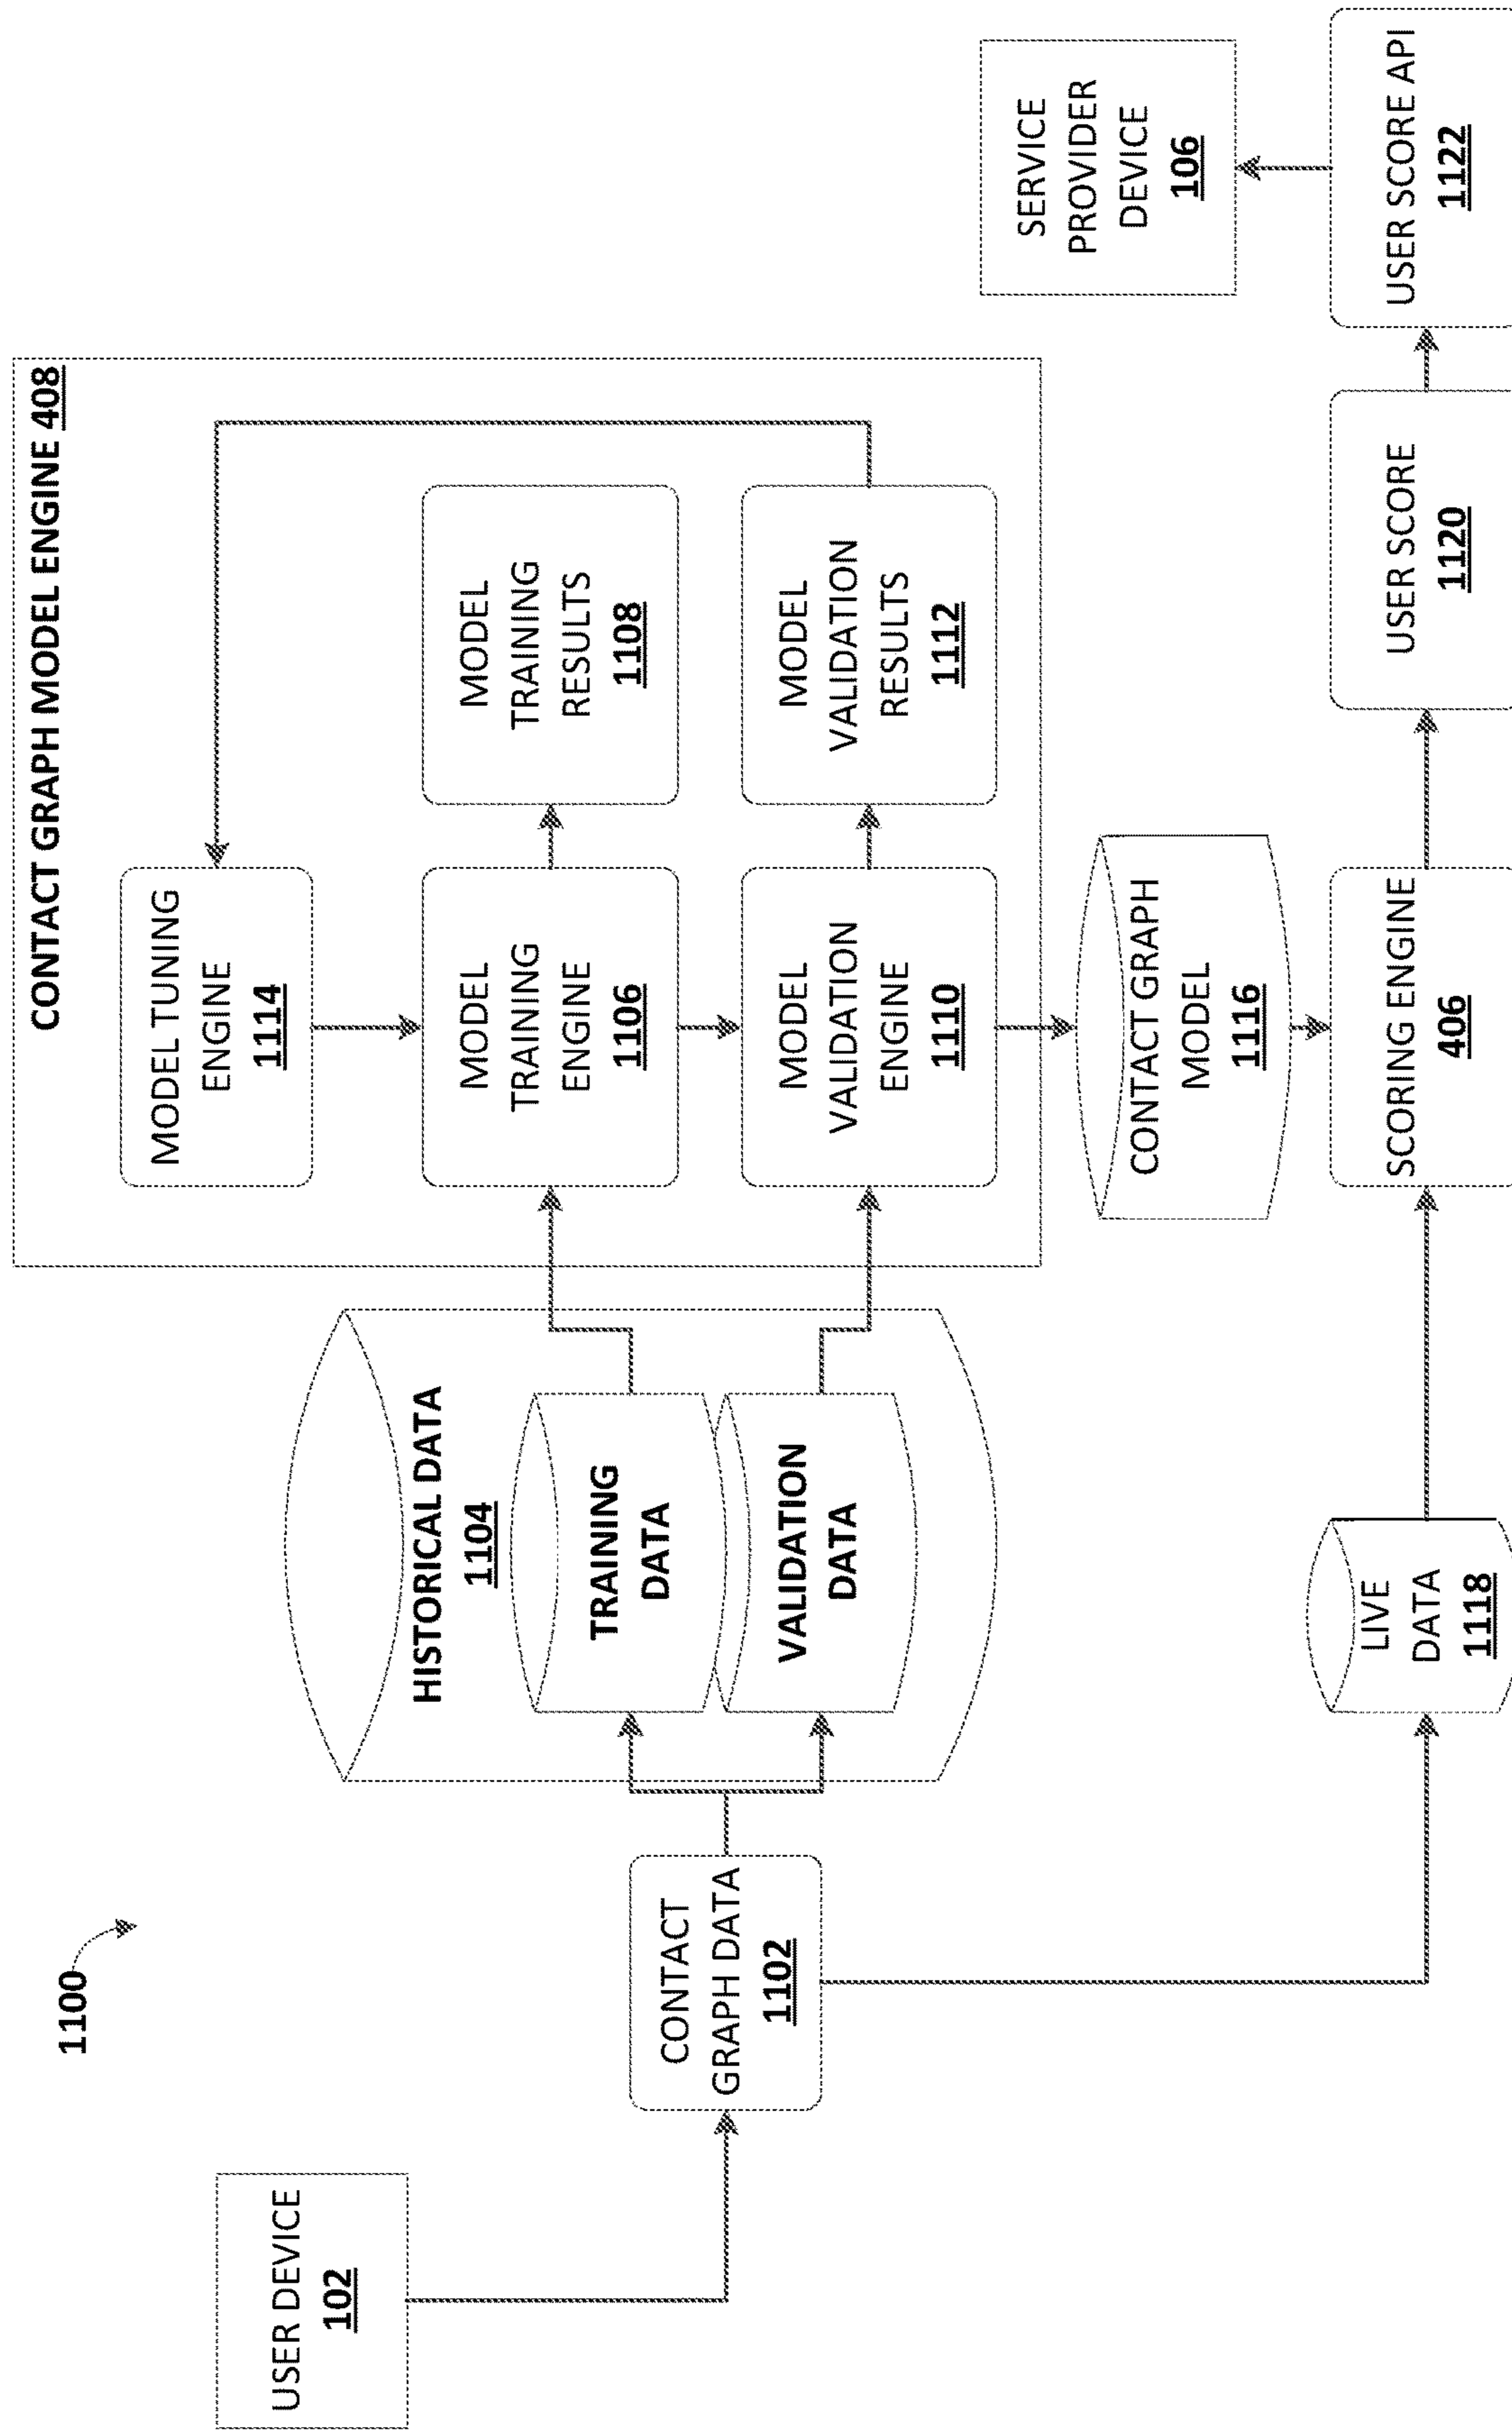 1100
USER DEVICE
102
CONTACT
GRAPH DATA
1102
HISTORICAL DATA
1104
TRAINING
DATA
VALIDATION
DATA
LIVE
DATA
1118
CONTACT GRAPH MODEL ENGINE 408
MODEL TUNING
ENGINE
1114
MODEL
TRAINING
ENGINE
1106
MODEL
TRAINING
RESULTS
1108
MODEL
VALIDATION
ENGINE
1110
MODEL
VALIDATION
RESULTS
1112
CONTACT GRAPH
MODEL
1116
SCORING ENGINE
406
USER SCORE
1120
USER SCORE API
1122
SERVICE
PROVIDER
DEVICE
106